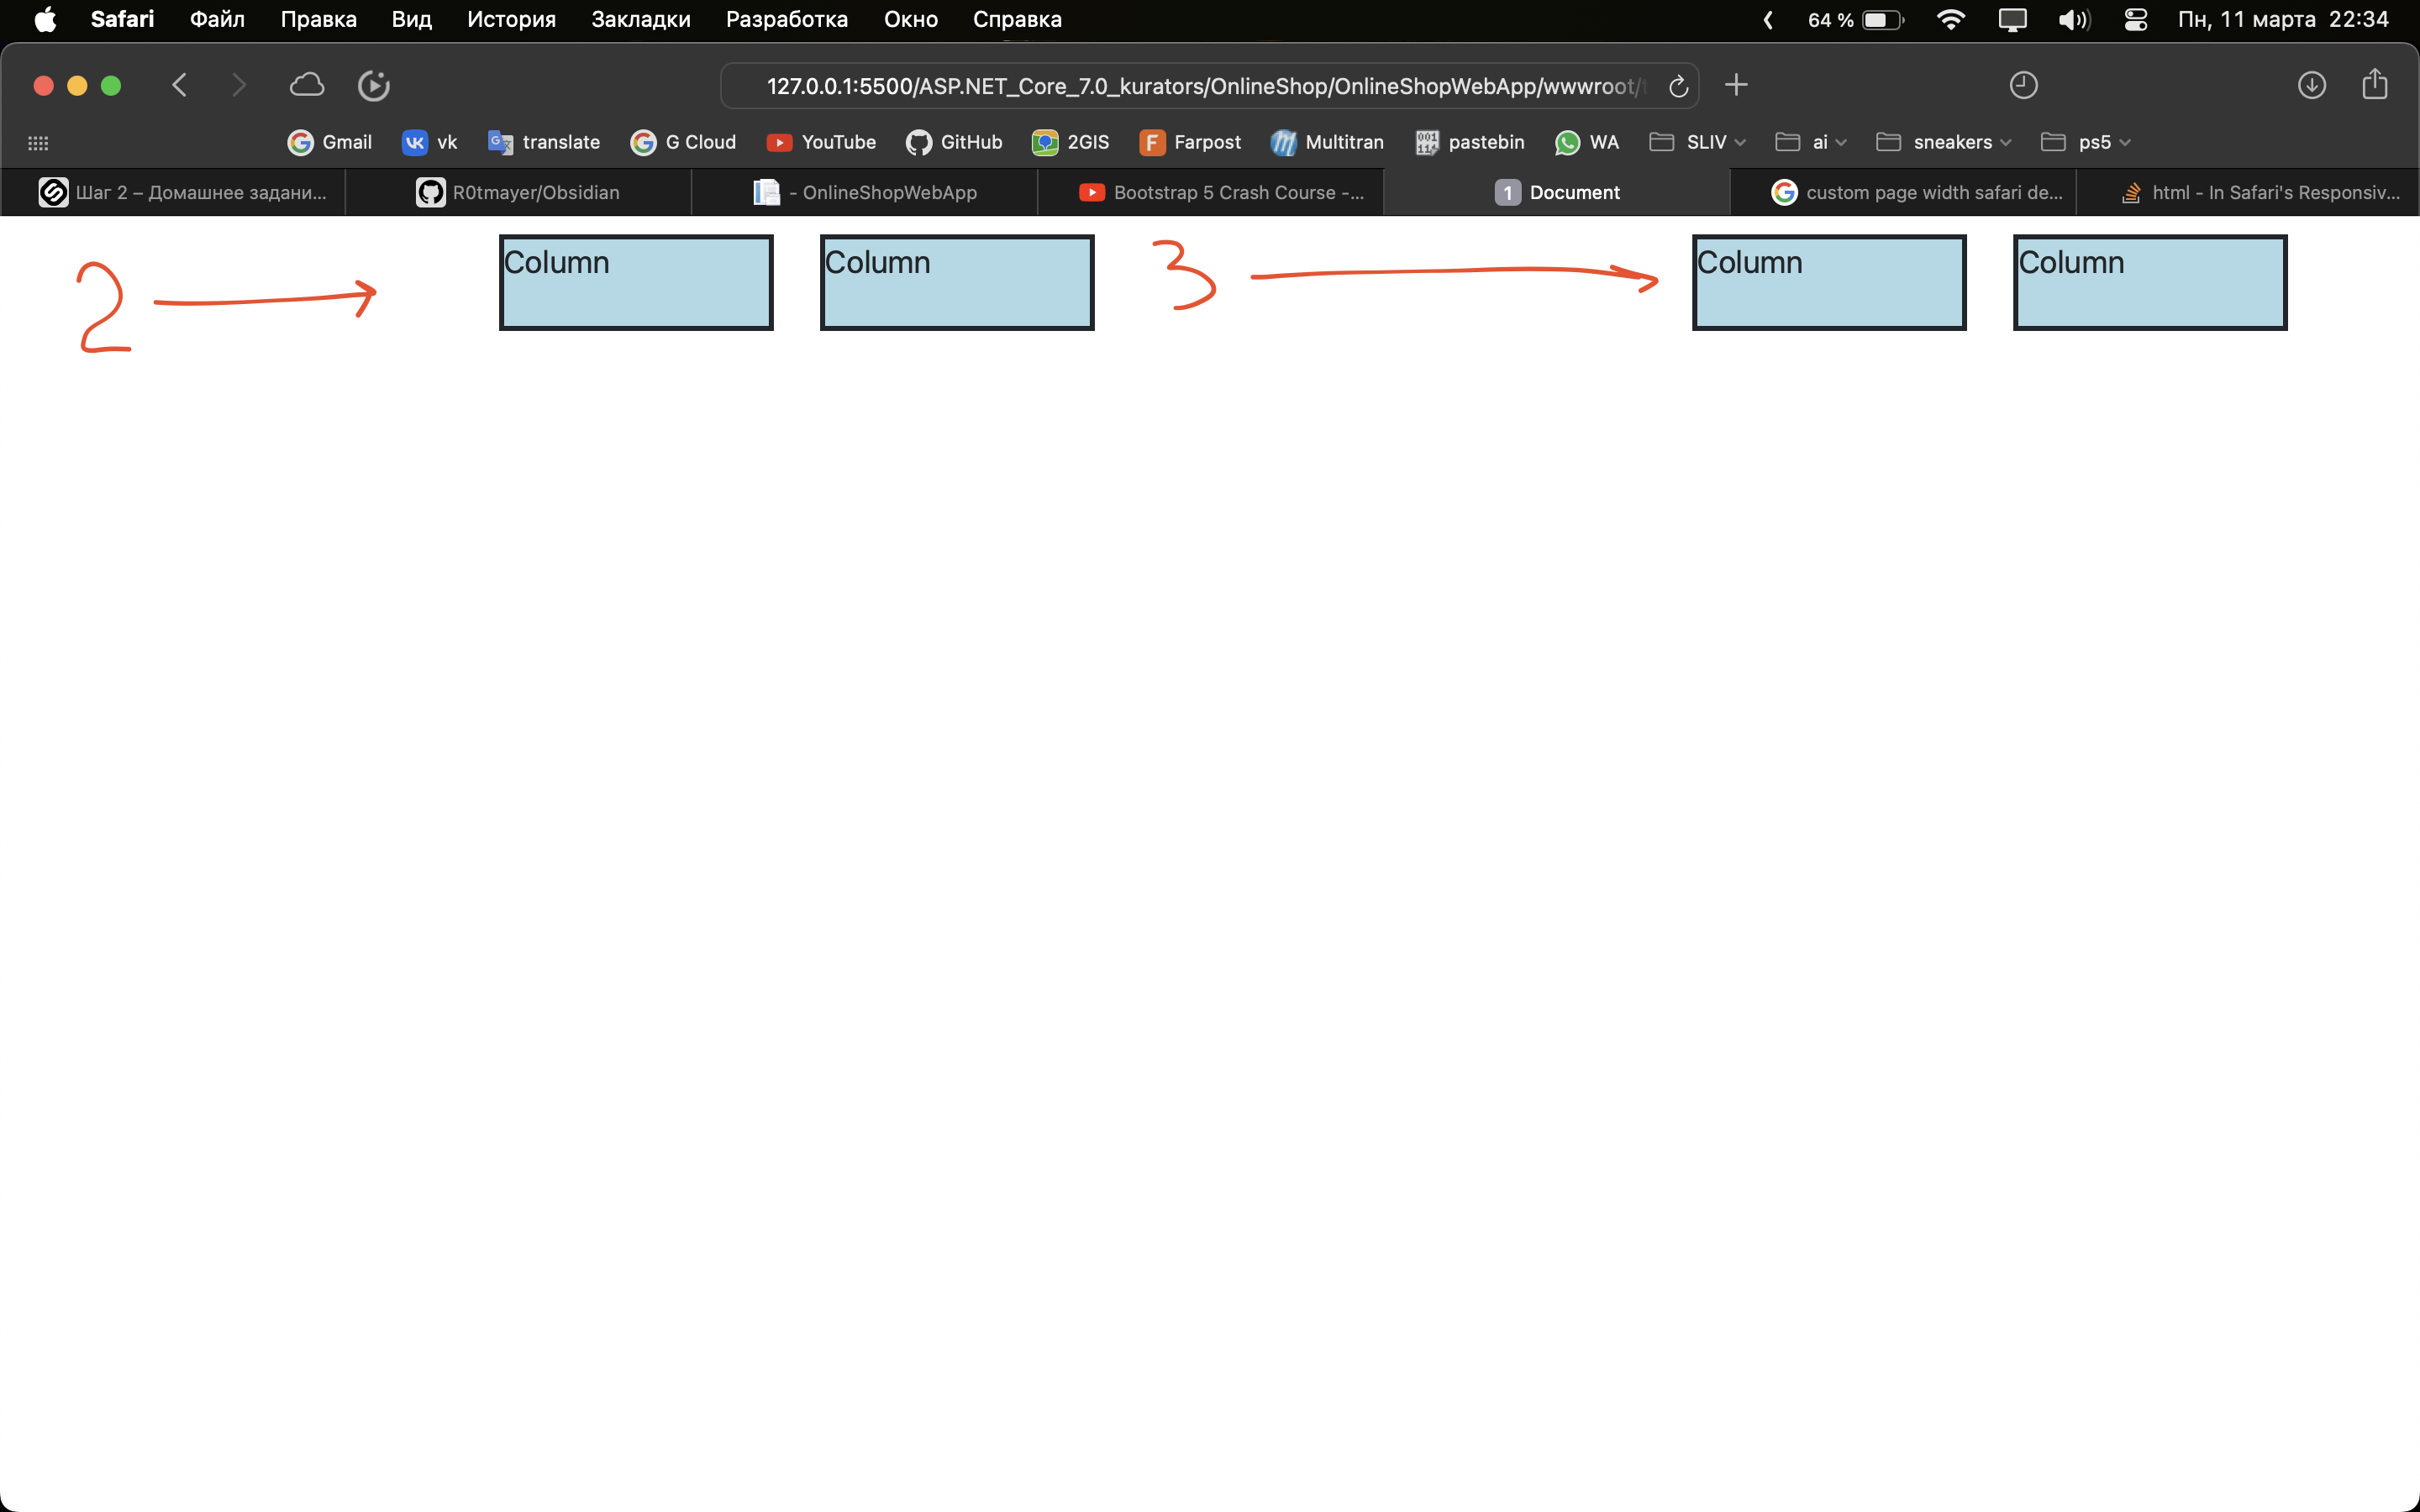 Safari Файл Правка Вид История Закладки Разработка Окно Справка 64 % Пн, 11 марта 22:34
127.0.0.1:5500/ASP.NET_Core_7.0_kurators/OnlineShop/OnlineShopWebApp/wwwroot/
Gmail vk translate G Cloud YouTube GitHub 2GIS Farpost Multitran pastebin WA SLIV ai sneakers ps5
Шаг 2 – Домашнее задани... R0tmayer/Obsidian - OnlineShopWebApp Bootstrap 5 Crash Course -... 1 Document custom page width safari de... html - In Safari's Responsiv...
2 Column Column 3 Column Column